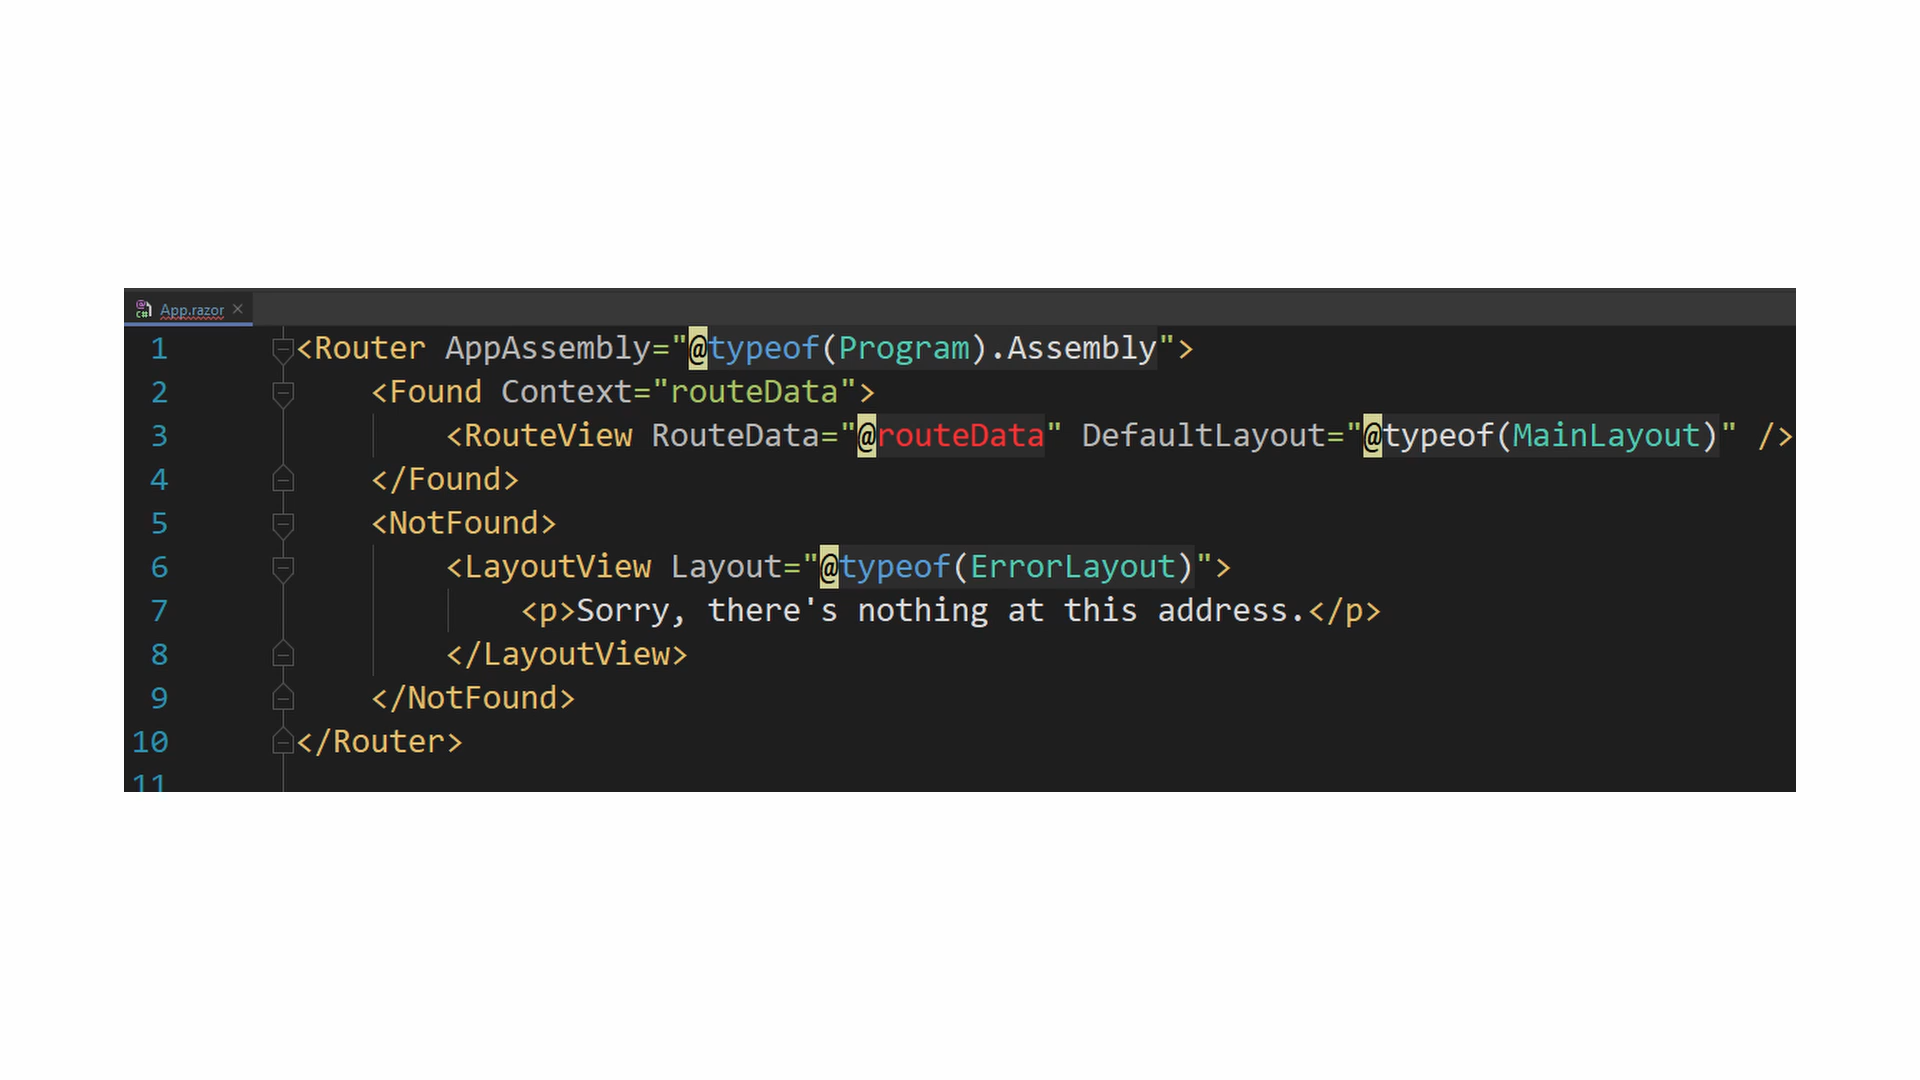 App.razor
1 <Router AppAssembly="@typeof(Program).Assembly">
2 <Found Context="routeData">
3 <RouteView RouteData="@routeData" DefaultLayout="@typeof(MainLayout)" />
4 </Found>
5 <NotFound>
6 <LayoutView Layout="@typeof(ErrorLayout)">
7 <p>Sorry, there's nothing at this address.</p>
8 </LayoutView>
9 </NotFound>
10 </Router>
11